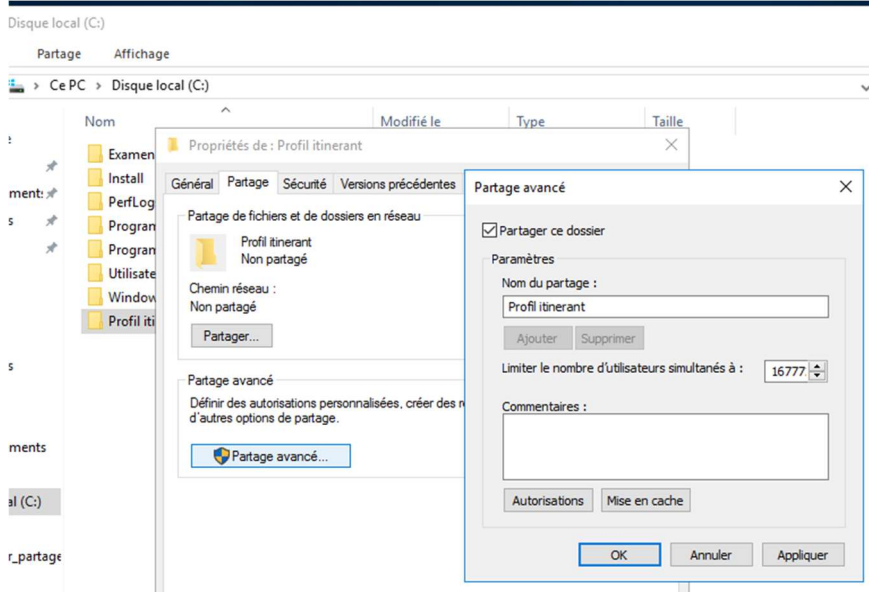 Disque local (C:)
Partage Affichage
> Ce PC > Disque local (C:)
Nom Modifié le Type Taille
Examen
Install
PerfLog
Program
Program
Utilisate
Window
Profil iti
ments
s
s
ments
al (C:)
r_partage
Propriétés de : Profil itinerant
Général Partage Sécurité Versions précédentes
Partage de fichiers et de dossiers en réseau
Profil itinerant
Non partagé
Chemin réseau :
Non partagé
Partager...
Partage avancé
Définir des autorisations personnalisées, créer des r
d'autres options de partage.
Partage avancé...
Partage avancé
Partager ce dossier
Paramètres
Nom du partage :
Profil itinerant
Ajouter Supprimer
Limiter le nombre d'utilisateurs simultanés à : 16777
Commentaires :
Autorisations Mise en cache
OK Annuler Appliquer